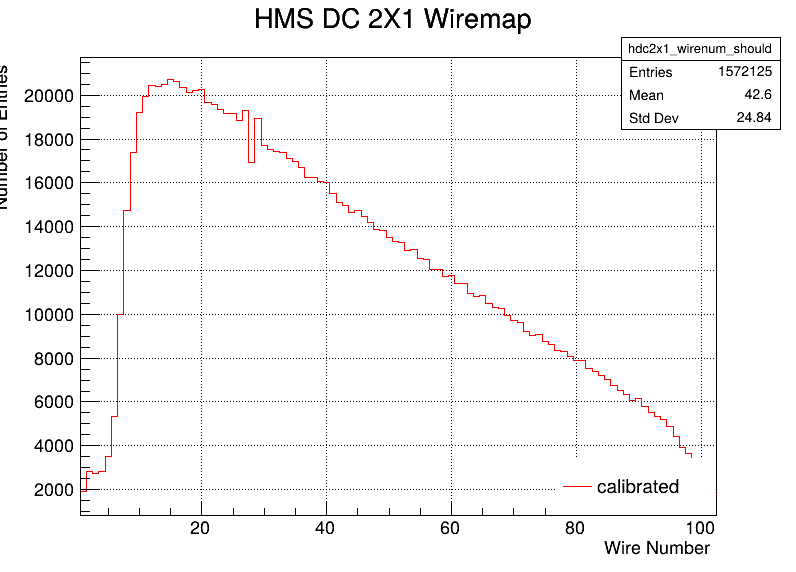 HMS DC 2X1 Wiremap
hdc2x1_wirenum_should
Entries 1572125
Mean 42.6
Std Dev 24.84
Number of Entries
20000
18000
16000
14000
12000
10000
8000
6000
4000
2000
calibrated
20 40 60 80 100
Wire Number